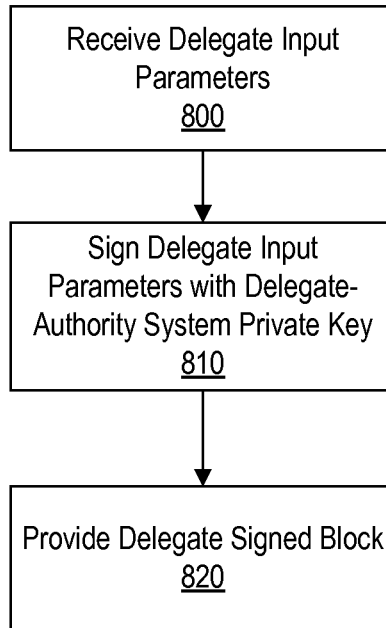 Receive Delegate Input
Parameters
800
Sign Delegate Input
Parameters with Delegate-
Authority System Private Key
810
Provide Delegate Signed Block
820